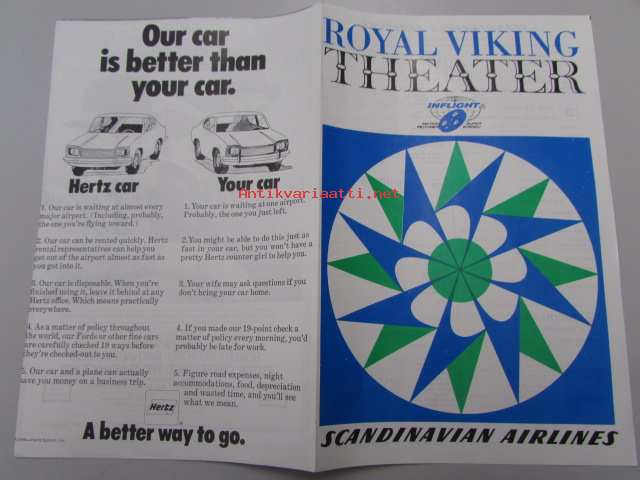 Our car
is better than
your car.
Hertz car
Your car
1. Our car is waiting at almost every
major airport. (Including, probably,
the one you're flying toward.)
1. Your car is waiting at one airport.
Probably, the one you just left.
2. Our car can be rented quickly. Hertz
rental representatives can help you
get out of the airport almost as fast as
you got into it.
2. You might be able to do this just as
fast in your car, but you won't have a
pretty Hertz counter girl to help you.
3. Our car is disposable. When you're
finished using it, leave it behind at any
Hertz office. Which means practically
everywhere.
3. Your wife may ask questions if you
don't bring your car home.
4. As a matter of policy throughout
the world, our Fords or other fine cars
are carefully checked 19 ways before
they're checked-out to you.
4. If you made our 19-point check a
matter of policy every morning, you'd
probably be late for work.
5. Our car and a plane can actually
save you money on a business trip.
5. Figure road expenses, night
accommodations, food, depreciation
and wasted time, and you'll see
what we mean.
Hertz
A better way to go.
ROYAL VIKING
THEATER
INFLIGHT
SCANDINAVIAN AIRLINES
Antikvariaatti.net